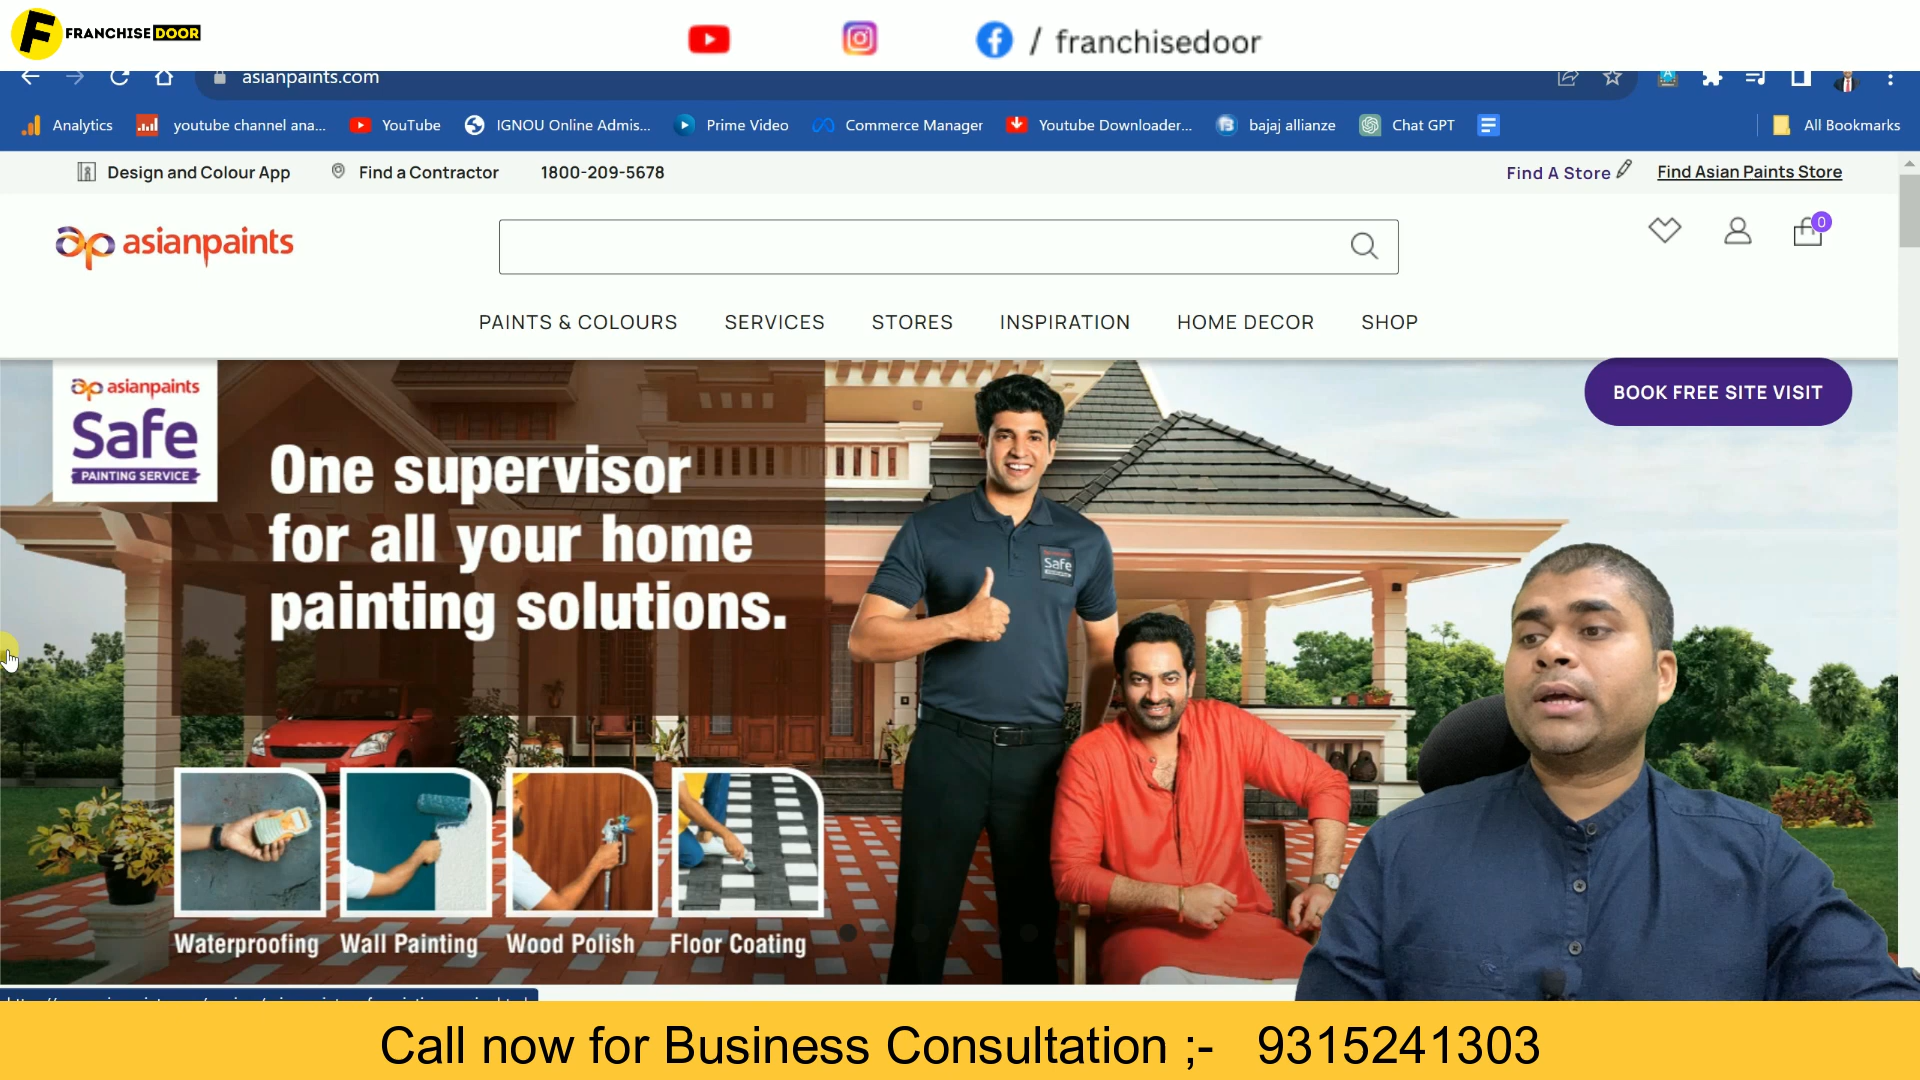 F FRANCHISE DOOR
/ franchisedoor
asianpaints.com
Analytics youtube channel ana... YouTube IGNOU Online Admis... Prime Video Commerce Manager Youtube Downloader... bajaj allianze Chat GPT All Bookmarks
Design and Colour App Find a Contractor 1800-209-5678 Find A Store Find Asian Paints Store
ap asianpaints
0
PAINTS & COLOURS SERVICES STORES INSPIRATION HOME DECOR SHOP
ap asianpaints
Safe
PAINTING SERVICE
BOOK FREE SITE VISIT
One supervisor
for all your home
painting solutions.
Safe
Waterproofing Wall Painting Wood Polish Floor Coating
Call now for Business Consultation ;- 9315241303